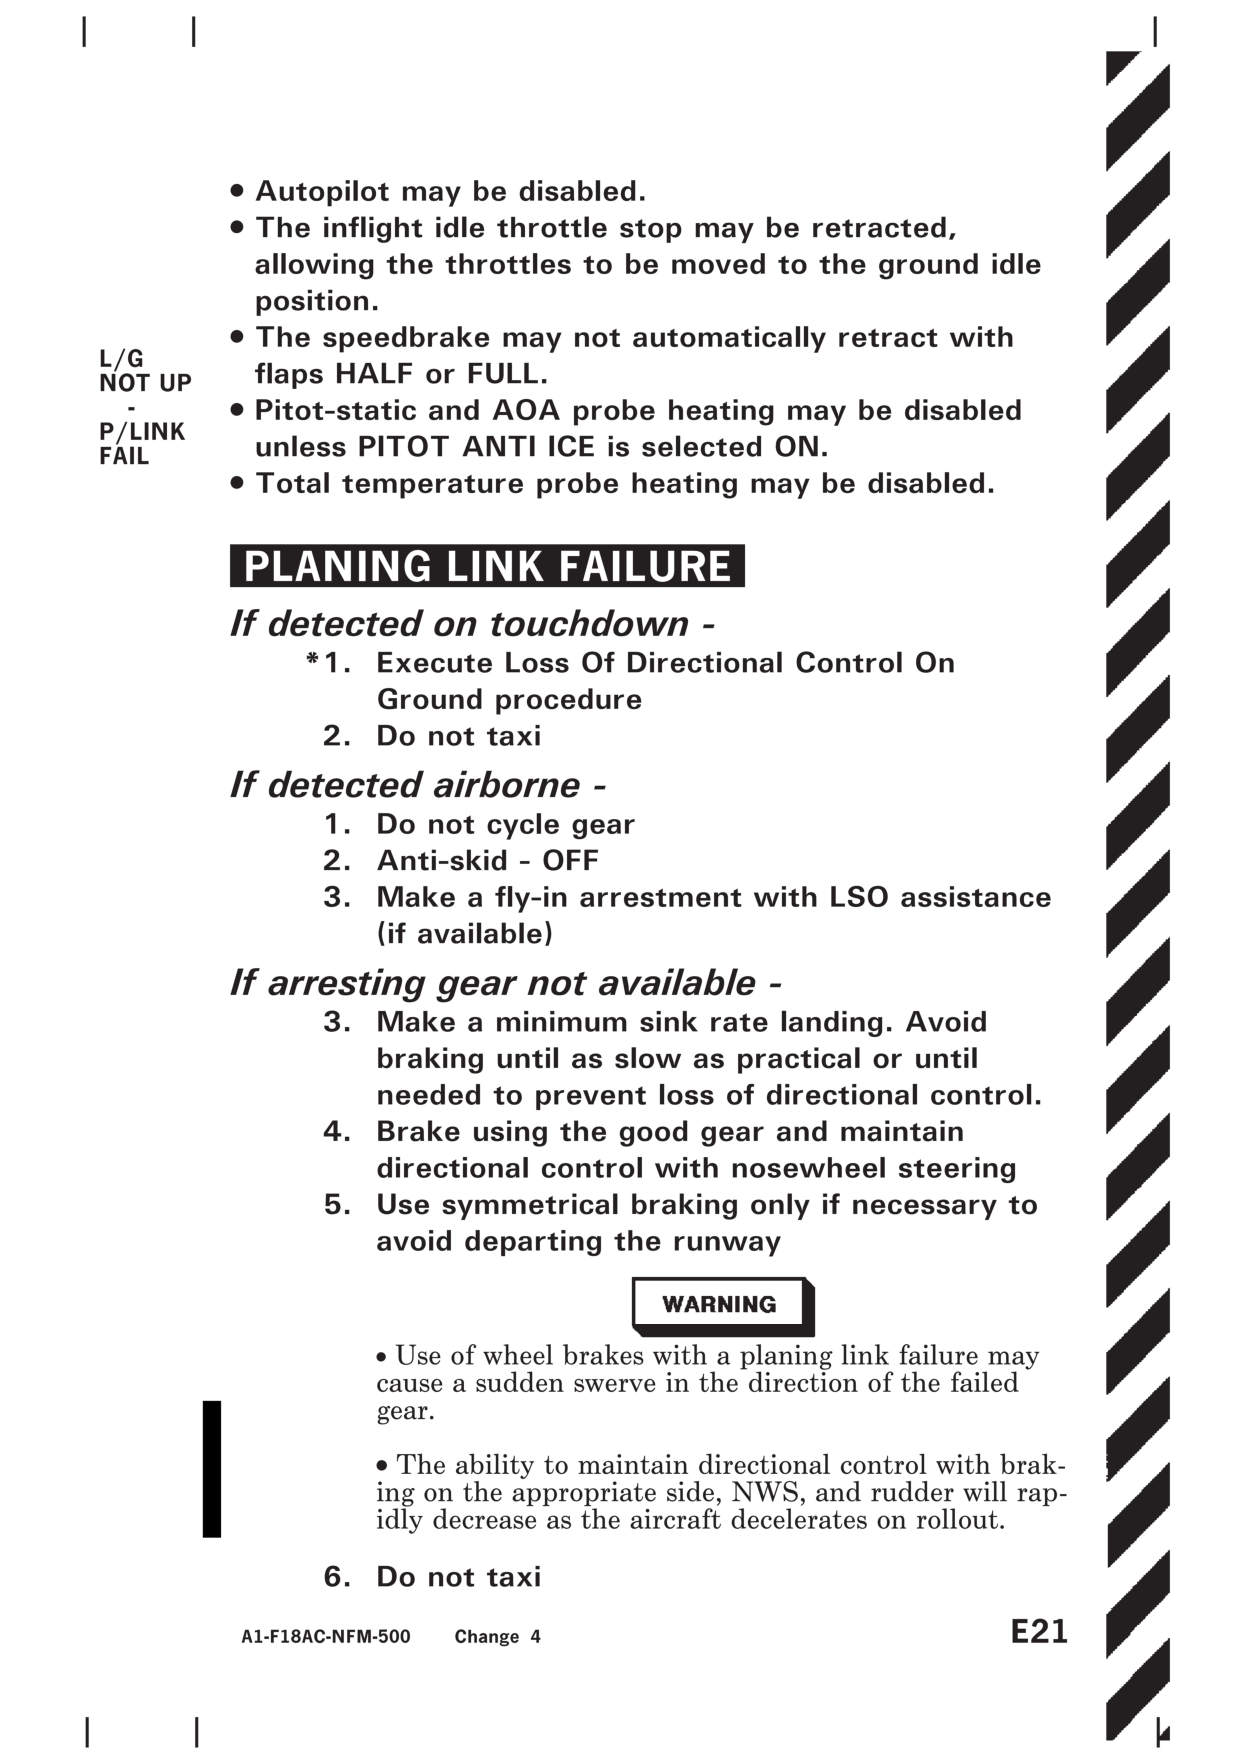 • Autopilot may be disabled.
• The inflight idle throttle stop may be retracted,
allowing the throttles to be moved to the ground idle
position.
• The speedbrake may not automatically retract with
flaps HALF or FULL.
• Pitot-static and AOA probe heating may be disabled
unless PITOT ANTI ICE is selected ON.
• Total temperature probe heating may be disabled.
L/G
NOT UP
-
P/LINK
FAIL
PLANING LINK FAILURE
If detected on touchdown -
*1. Execute Loss Of Directional Control On
Ground procedure
2. Do not taxi
If detected airborne -
1. Do not cycle gear
2. Anti-skid - OFF
3. Make a fly-in arrestment with LSO assistance
(if available)
If arresting gear not available -
3. Make a minimum sink rate landing. Avoid
braking until as slow as practical or until
needed to prevent loss of directional control.
4. Brake using the good gear and maintain
directional control with nosewheel steering
5. Use symmetrical braking only if necessary to
avoid departing the runway
WARNING
• Use of wheel brakes with a planing link failure may
cause a sudden swerve in the direction of the failed
gear.
• The ability to maintain directional control with brak-
ing on the appropriate side, NWS, and rudder will rap-
idly decrease as the aircraft decelerates on rollout.
6. Do not taxi
A1-F18AC-NFM-500 Change 4
E21